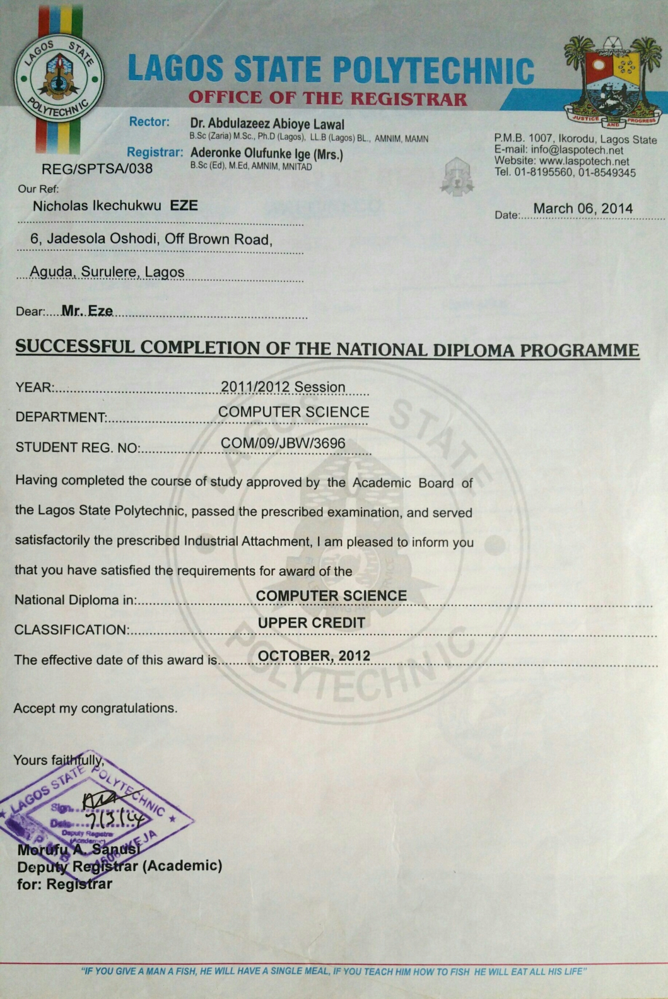 LAGOS STATE
POLYTECHNIC
LAGOS STATE POLYTECHNIC
OFFICE OF THE REGISTRAR
JUSTICE AND PROGRESS
Rector: Dr. Abdulazeez Abioye Lawal
B.Sc (Zaria) M.Sc., Ph.D (Lagos), LL.B (Lagos) BL., AMNIM, MAMN
Registrar: Aderonke Olufunke Ige (Mrs.)
B.Sc (Ed), M.Ed, AMNIM, MNITAD
P.M.B. 1007, Ikorodu, Lagos State
E-mail: info@laspotech.net
Website: www.laspotech.net
Tel. 01-8195560, 01-8549345
REG/SPTSA/038
Our Ref:
Nicholas Ikechukwu EZE
Date:..... March 06, 2014
6, Jadesola Oshodi, Off Brown Road,
Aguda, Surulere, Lagos
Dear:....Mr. Eze
SUCCESSFUL COMPLETION OF THE NATIONAL DIPLOMA PROGRAMME
YEAR:..... 2011/2012 Session
DEPARTMENT:..... COMPUTER SCIENCE
STUDENT REG. NO:..... COM/09/JBW/3696
Having completed the course of study approved by the Academic Board of
the Lagos State Polytechnic, passed the prescribed examination, and served
satisfactorily the prescribed Industrial Attachment, I am pleased to inform you
that you have satisfied the requirements for award of the
National Diploma in:..... COMPUTER SCIENCE
CLASSIFICATION:..... UPPER CREDIT
The effective date of this award is..... OCTOBER, 2012
LAGOS STATE
POLYTECHNIC
Accept my congratulations.
Yours faithfully,
LAGOS STATE POLYTECHNIC
Sign.....
Date..... 7/3/14
Deputy Registrar
(Academic)
P.M.B. 21606 IKEJA
Morufu A. Sanusi
Deputy Registrar (Academic)
for: Registrar
"IF YOU GIVE A MAN A FISH, HE WILL HAVE A SINGLE MEAL, IF YOU TEACH HIM HOW TO FISH HE WILL EAT ALL HIS LIFE"